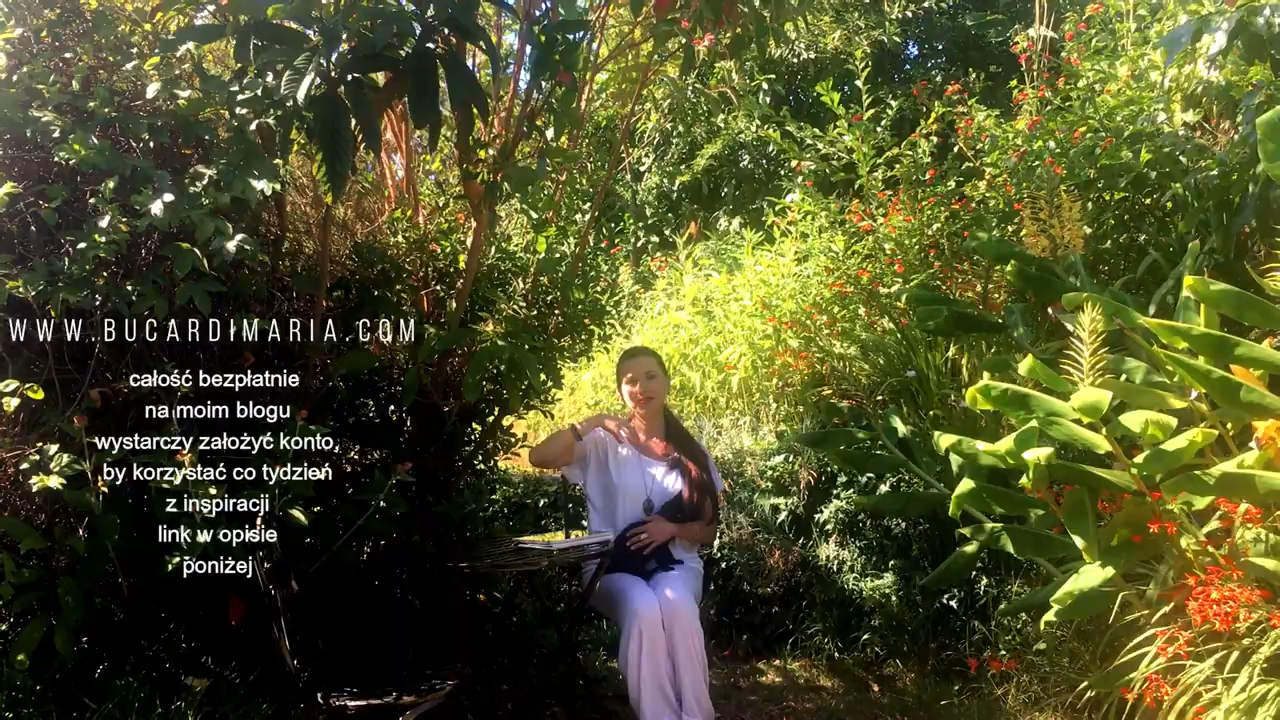 WWW.BUCARDIMARIA.COM
całość bezpłatnie
na moim blogu
wystarczy założyć konto,
by korzystać co tydzień
z inspiracji
link w opisie
poniżej